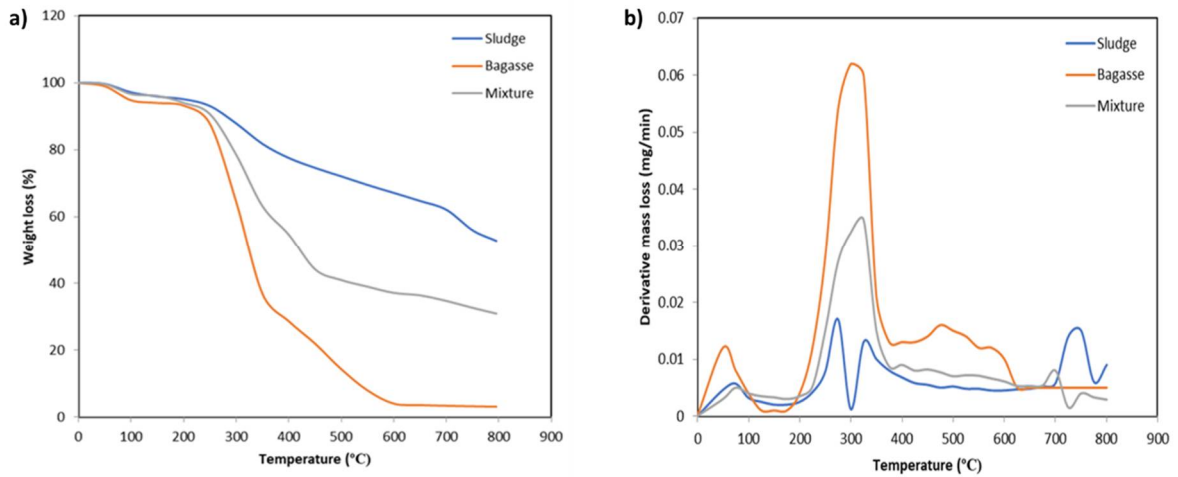 a)
120
100
80
60
40
20
0
Weight loss (%)
0 100 200 300 400 500 600 700 800 900
Temperature (°C)
Sludge
Bagasse
Mixture
b)
0.07
0.06
0.05
0.04
0.03
0.02
0.01
0
Derivative mass loss (mg/min)
0 100 200 300 400 500 600 700 800 900
Temperature (°C)
Sludge
Bagasse
Mixture